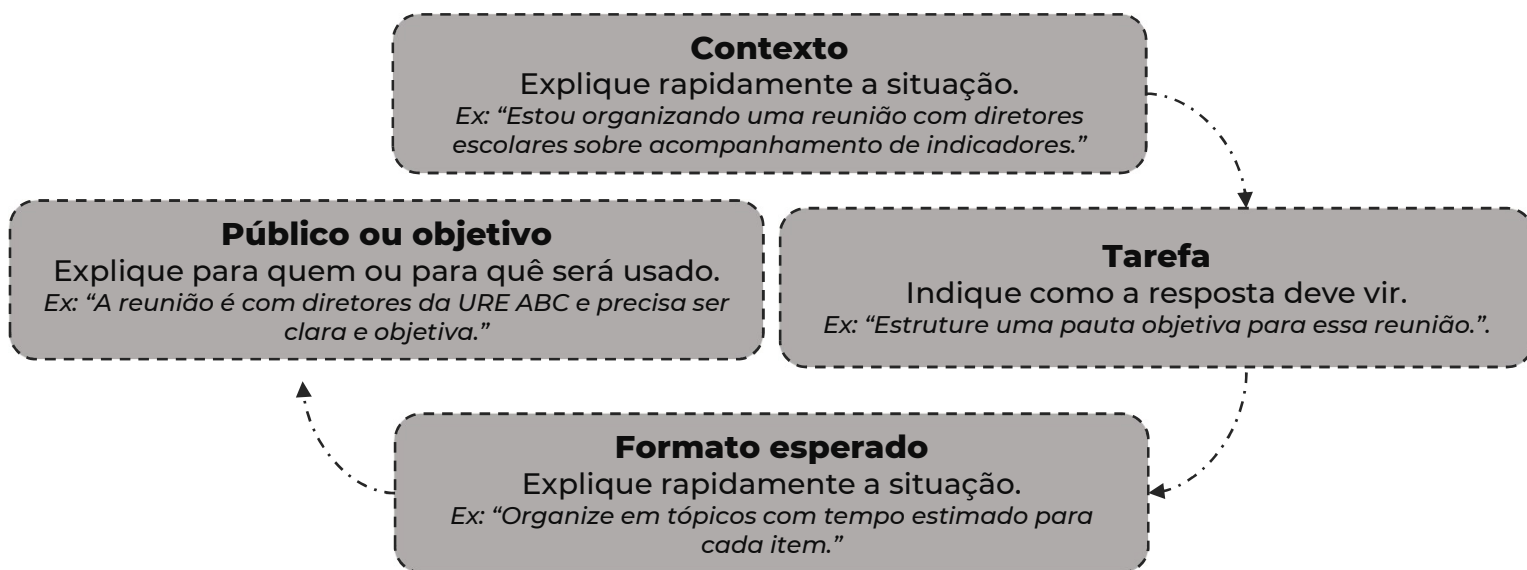 Contexto
Explique rapidamente a situação.
Ex: “Estou organizando uma reunião com diretores
escolares sobre acompanhamento de indicadores.”
Público ou objetivo
Explique para quem ou para quê será usado.
Ex: “A reunião é com diretores da URE ABC e precisa ser
clara e objetiva.”
Tarefa
Indique como a resposta deve vir.
Ex: “Estruture uma pauta objetiva para essa reunião.”.
Formato esperado
Explique rapidamente a situação.
Ex: “Organize em tópicos com tempo estimado para
cada item.”